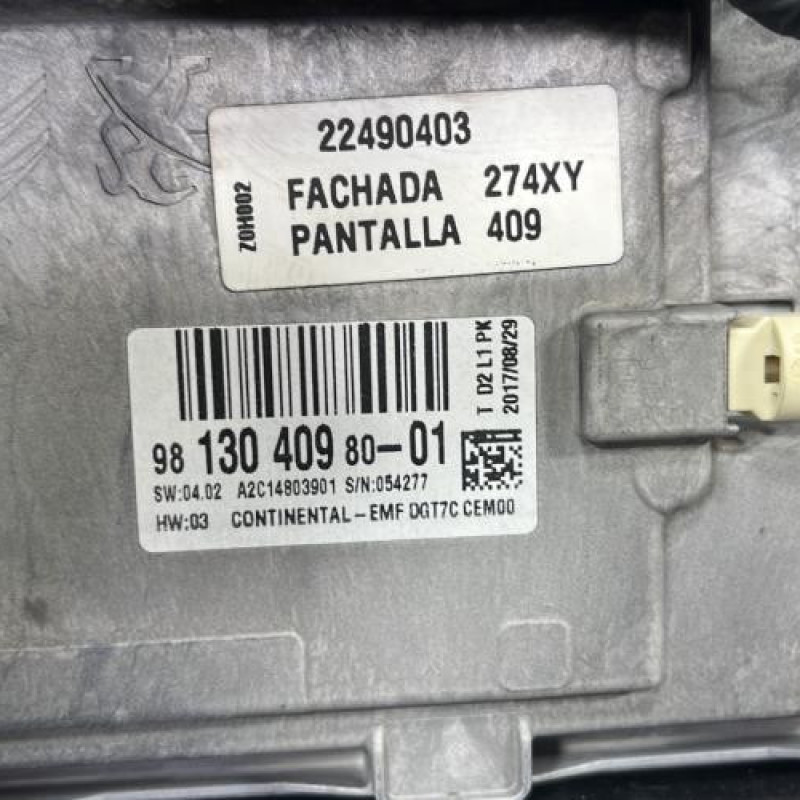 22490403
Z0H002
FACHADA 274XY
PANTALLA 409
T D2 L1 PK
2017/08/29
98 130 409 80-01
SW:04.02 A2C14803901 S/N:054277
HW:03 CONTINENTAL-EMF DGT7C CEM00